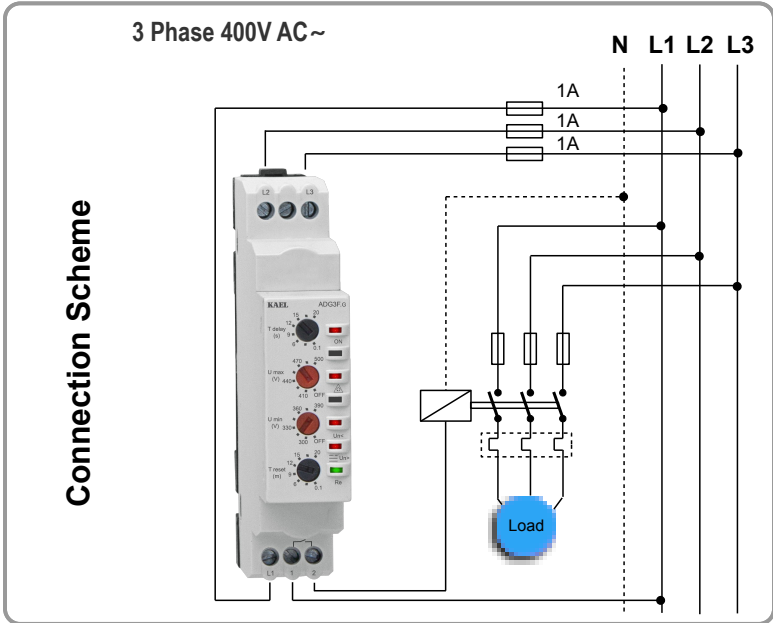 3 Phase 400V AC~
N L1 L2 L3
1A
1A
1A
Connection Scheme
L2 L3
KAEL ADG3F.G
T delay
(s)
6 9 12 15 20 0.1
ON
U max
(V)
410 440 470 500 OFF
U min
(V)
300 330 360 390 OFF
Um<
Um>
T reset
(m)
6 9 12 15 20 0.1
Re
Load
L1 1 2